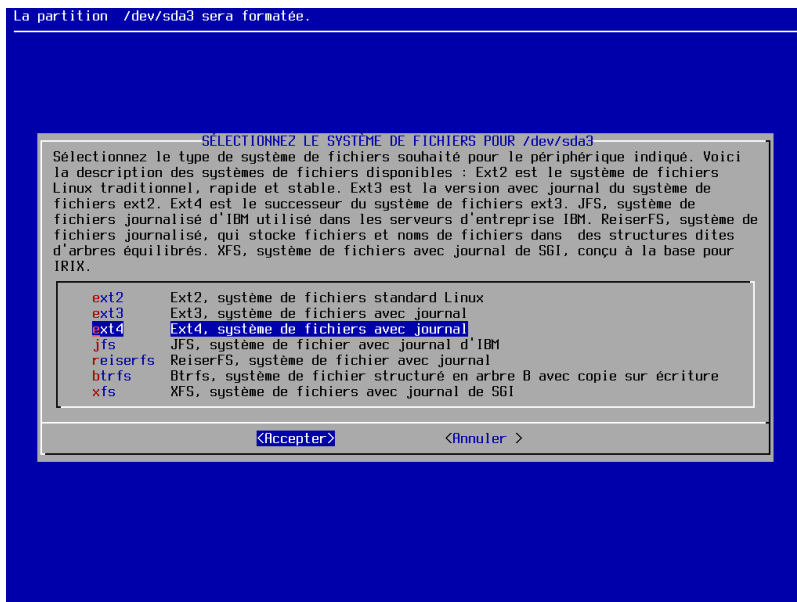 La partition  /dev/sda3 sera formatée.
SÉLECTIONNEZ LE SYSTÈME DE FICHIERS POUR /dev/sda3
Sélectionnez le type de système de fichiers souhaité pour le périphérique indiqué. Voici
la description des systèmes de fichiers disponibles : Ext2 est le système de fichiers
Linux traditionnel, rapide et stable. Ext3 est la version avec journal du système de
fichiers ext2. Ext4 est le successeur du système de fichiers ext3. JFS, système de
fichiers journalisé d'IBM utilisé dans les serveurs d'entreprise IBM. ReiserFS, système de
fichiers journalisé, qui stocke fichiers et noms de fichiers dans  des structures dites
d'arbres équilibrés. XFS, système de fichiers avec journal de SGI, conçu à la base pour
IRIX.
ext2 Ext2, système de fichiers standard Linux
ext3 Ext3, système de fichiers avec journal
ext4 Ext4, système de fichiers avec journal
jfs JFS, système de fichier avec journal d'IBM
reiserfs ReiserFS, système de fichier avec journal
btrfs Btrfs, système de fichier structuré en arbre B avec copie sur écriture
xfs XFS, système de fichiers avec journal de SGI
<Accepter> <Annuler >